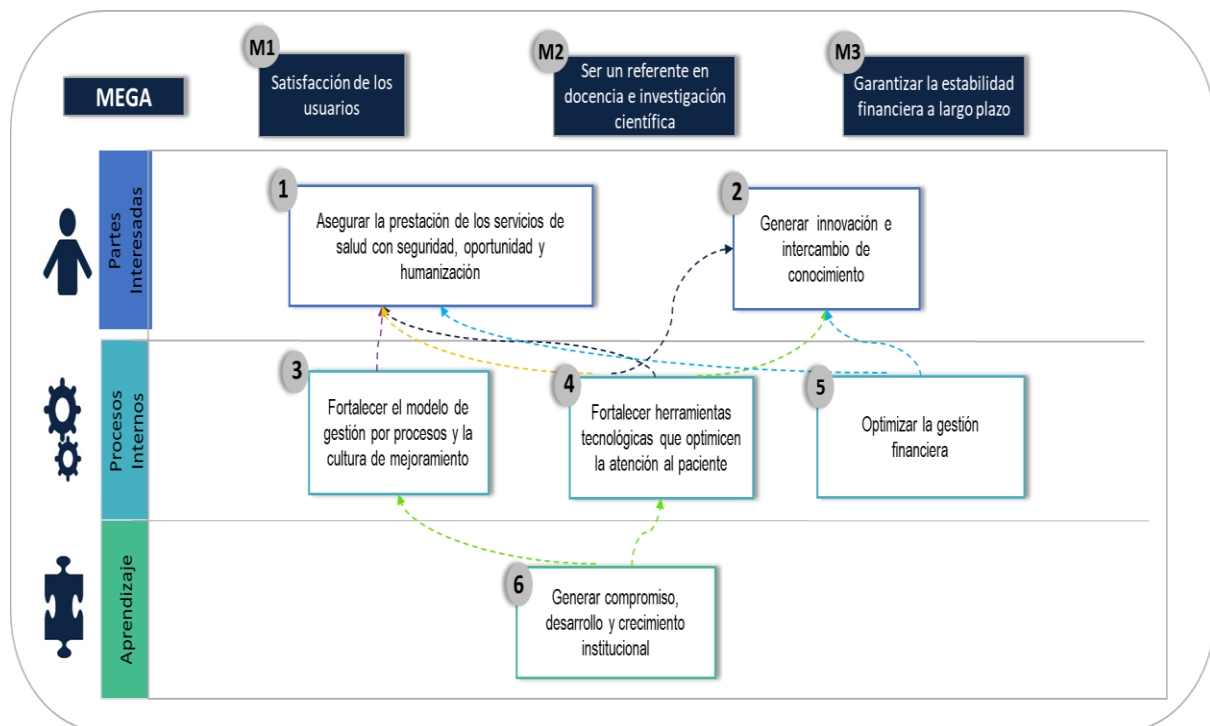 M1
M2
M3
MEGA
Satisfacción de los
usuarios
Ser un referente en
docencia e investigación
científica
Garantizar la estabilidad
financiera a largo plazo
Partes
Interesadas
1
Asegurar la prestación de los servicios de
salud con seguridad, oportunidad y
humanización
2
Generar innovación e
intercambio de
conocimiento
Procesos
Internos
3
Fortalecer el modelo de
gestión por procesos y la
cultura de mejoramiento
4
Fortalecer herramientas
tecnológicas que optimicen
la atención al paciente
5
Optimizar la gestión
financiera
Aprendizaje
6
Generar compromiso,
desarrollo y crecimiento
institucional